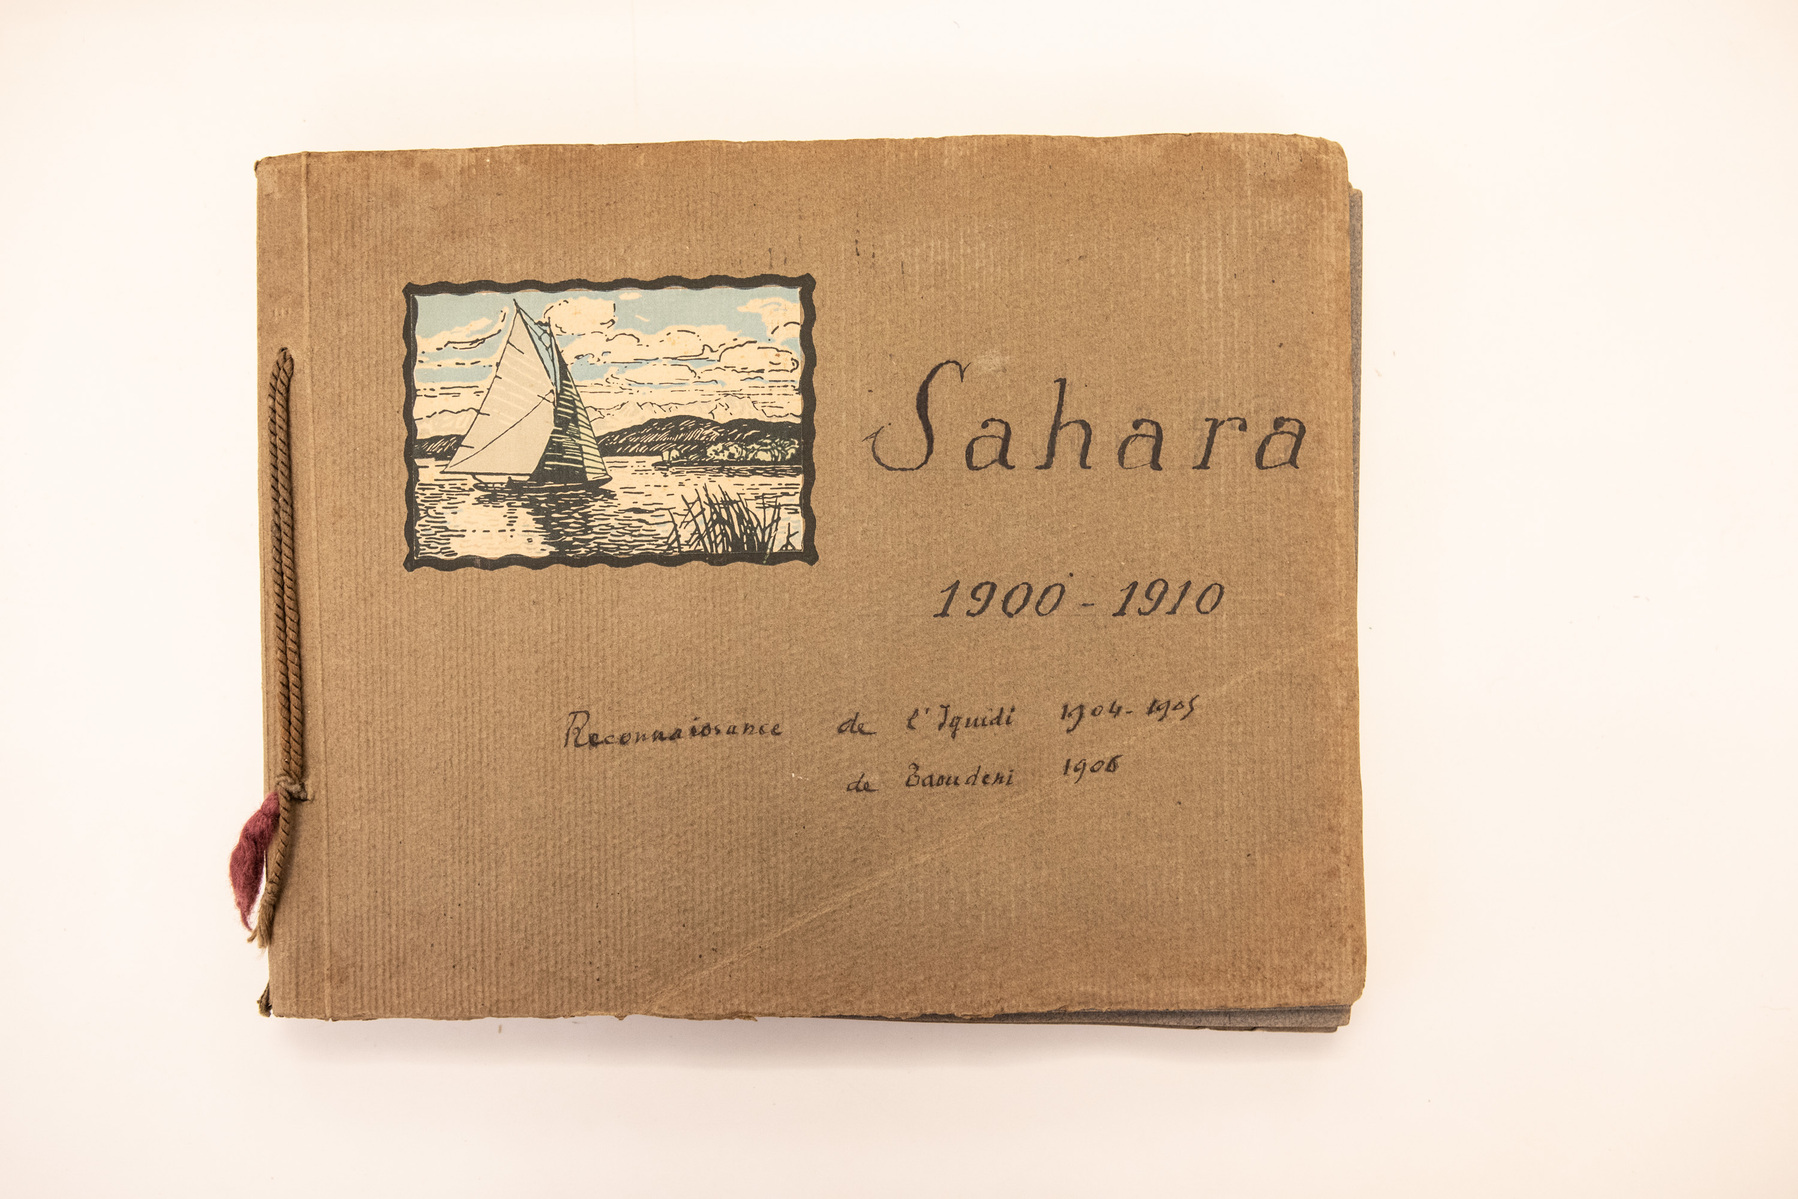 Sahara
1900 - 1910
Reconnaissance de l'Iguidi 1904-1905
de Taoudeni 1906
K